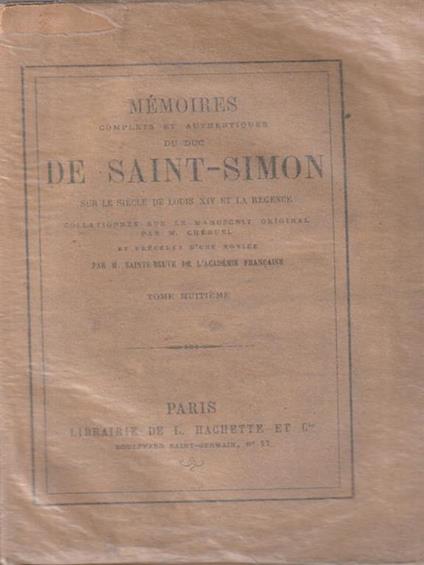 MÉMOIRES
COMPLETS ET AUTHENTIQUES
DU DUC
DE SAINT-SIMON
SUR LE SIÈCLE DE LOUIS XIV ET LA RÉGENCE
COLLATIONNÉS SUR LE MANUSCRIT ORIGINAL
PAR M. CHÉRUEL
ET PRÉCÉDÉS D'UNE NOTICE
PAR M. SAINTE-BEUVE DE L'ACADÉMIE FRANÇAISE
TOME HUITIÈME
PARIS
LIBRAIRIE DE L. HACHETTE ET Cie
BOULEVARD SAINT-GERMAIN, N° 77